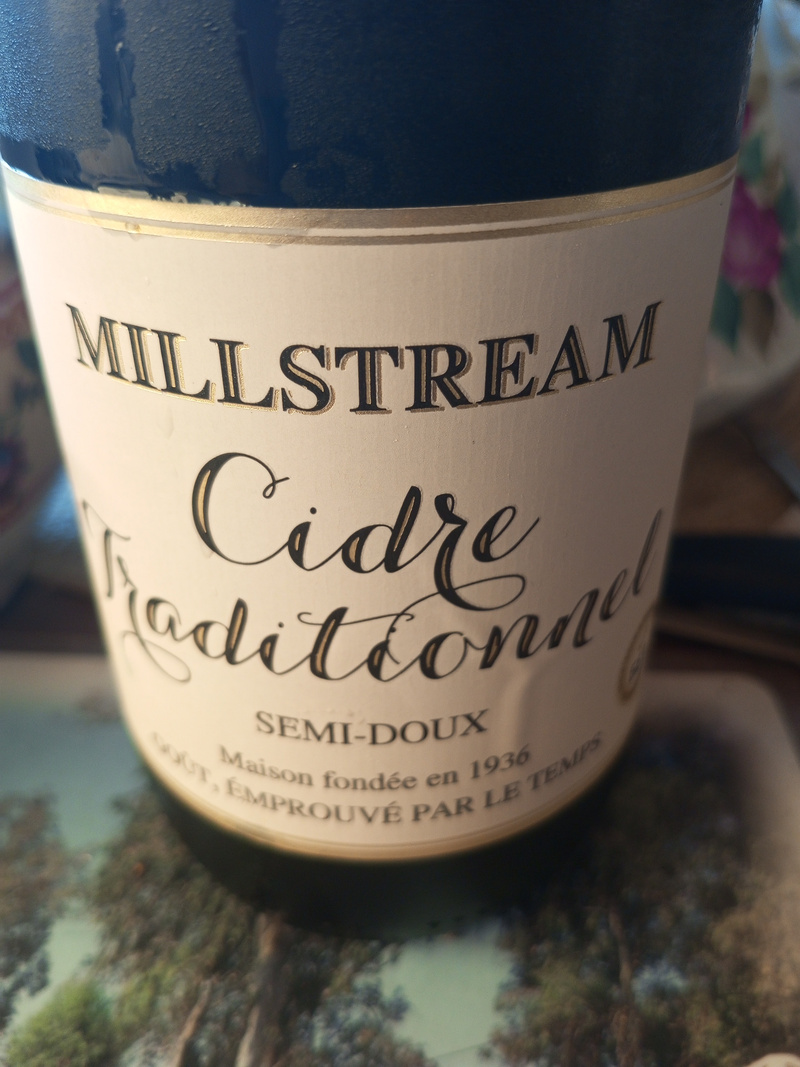 MILLSTREAM
Cidre
Traditionnel
SEMI-DOUX
Maison fondée en 1936
GOÛT, ÉMPROUVÉ PAR LE TEMPS